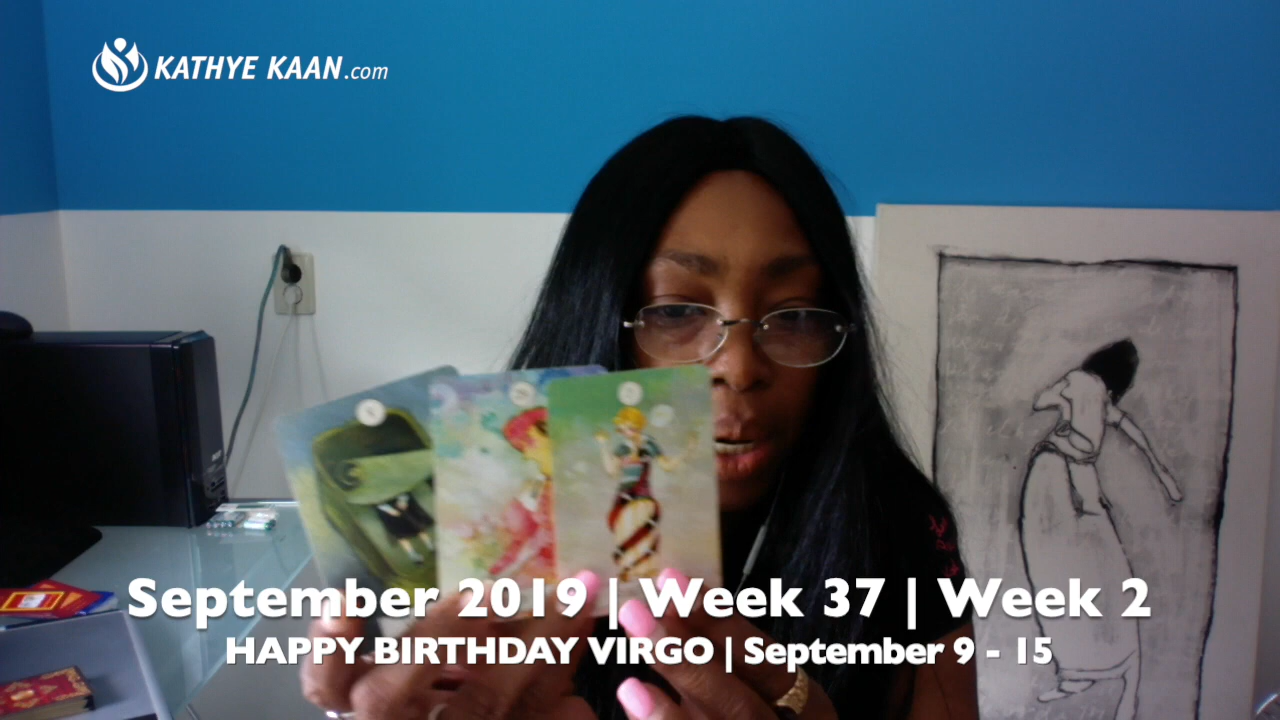 KATHYE KAAN.com
September 2019 | Week 37 | Week 2
HAPPY BIRTHDAY VIRGO | September 9 - 15